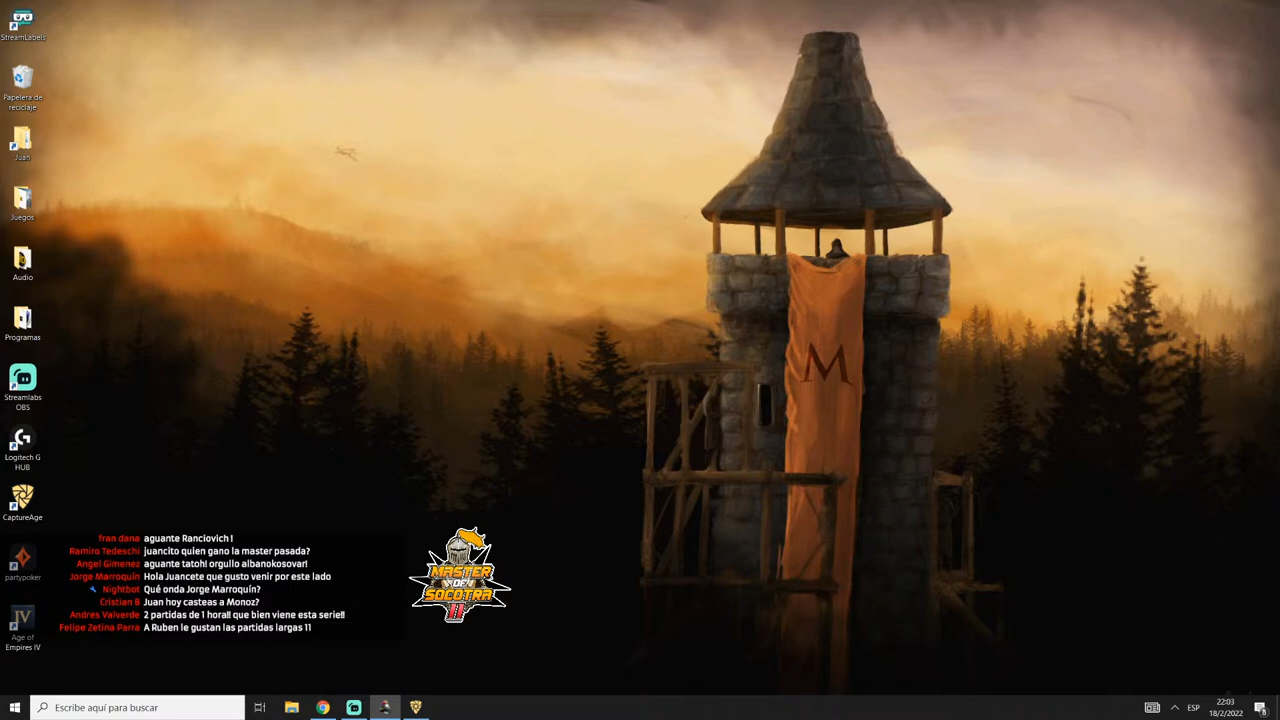 StreamLabels
Papelera de
reciclaje
Juan
Juegos
Audio
Programas
Streamlabs
OBS
Logitech G
HUB
CaptureAge
partypoker
Age of
Empires IV
M
fran dana aguante Ranciovich !
Ramiro Tedeschi juancito quien gano la master pasada?
Angel Gimenez aguante tatoh! orgullo albanokosovar!
Jorge Marroquín Hola Juancete que gusto venir por este lado
Nightbot Qué onda Jorge Marroquín?
Cristian B Juan hoy casteas a Monoz?
Andres Valverde 2 partidas de 1 hora!! que bien viene esta serie!!
Felipe Zetina Parra A Ruben le gustan las partidas largas 11
MASTER
OF
SOCOTRA
II
Escribe aquí para buscar
ESP
22:03
18/2/2022
8